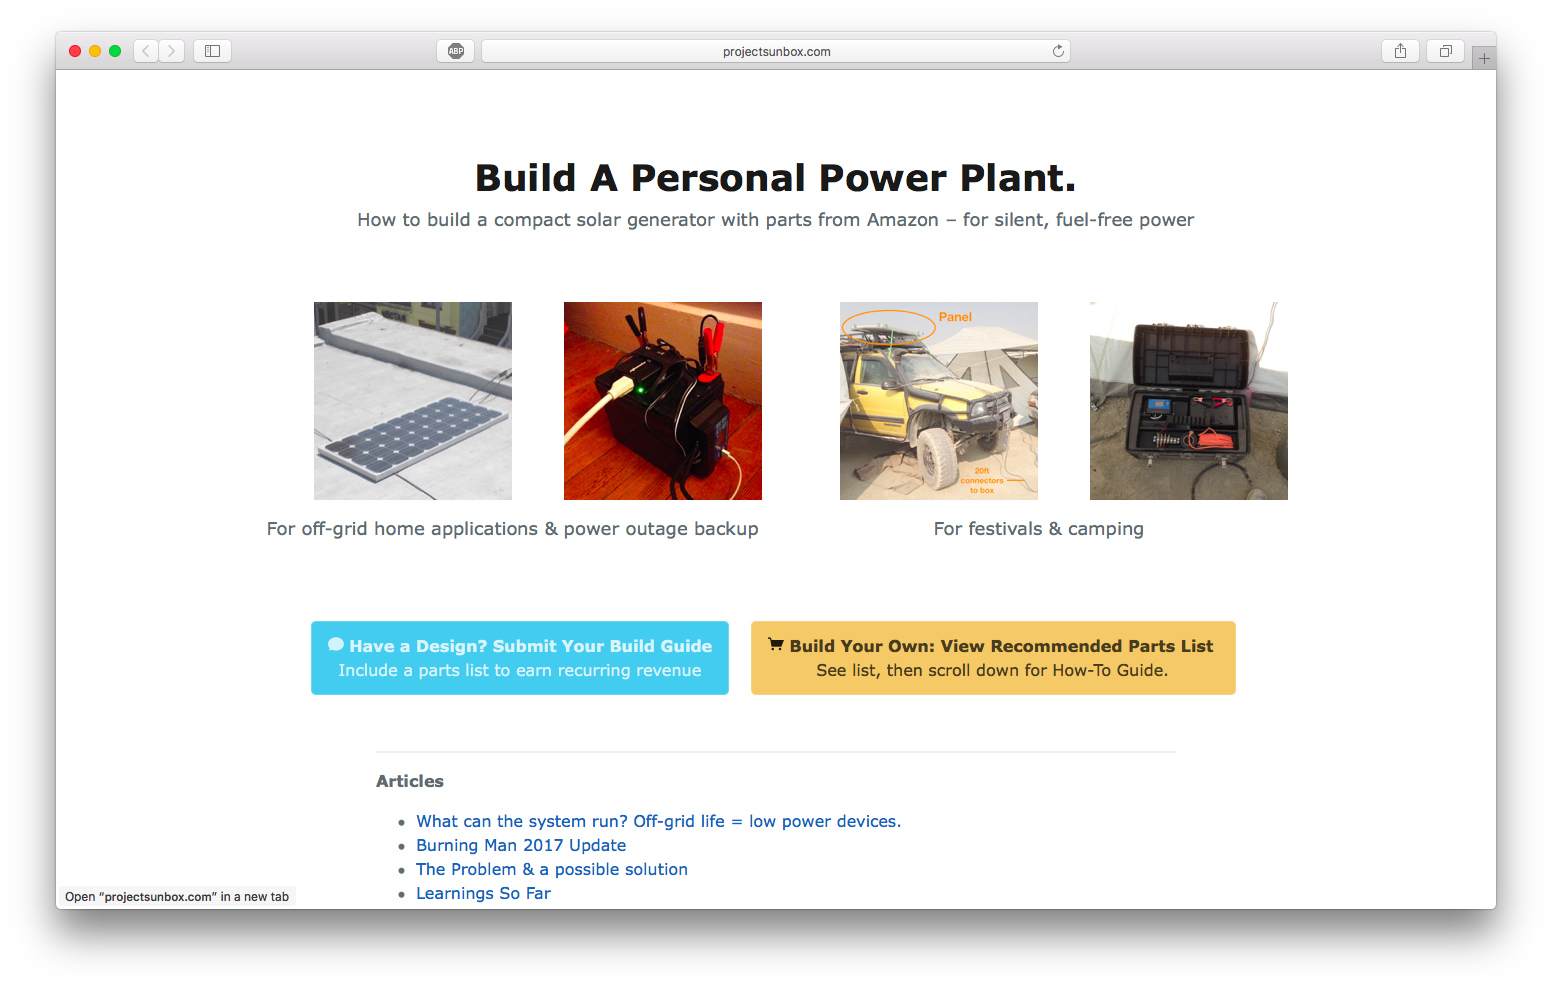 ABP
projectsunbox.com
Build A Personal Power Plant.
How to build a compact solar generator with parts from Amazon – for silent, fuel-free power
Panel
20ft
connectors
to box
For off-grid home applications & power outage backup
For festivals & camping
Have a Design? Submit Your Build Guide
Include a parts list to earn recurring revenue
Build Your Own: View Recommended Parts List
See list, then scroll down for How-To Guide.
Articles
What can the system run? Off-grid life = low power devices.
Burning Man 2017 Update
The Problem & a possible solution
Learnings So Far
Open “projectsunbox.com” in a new tab